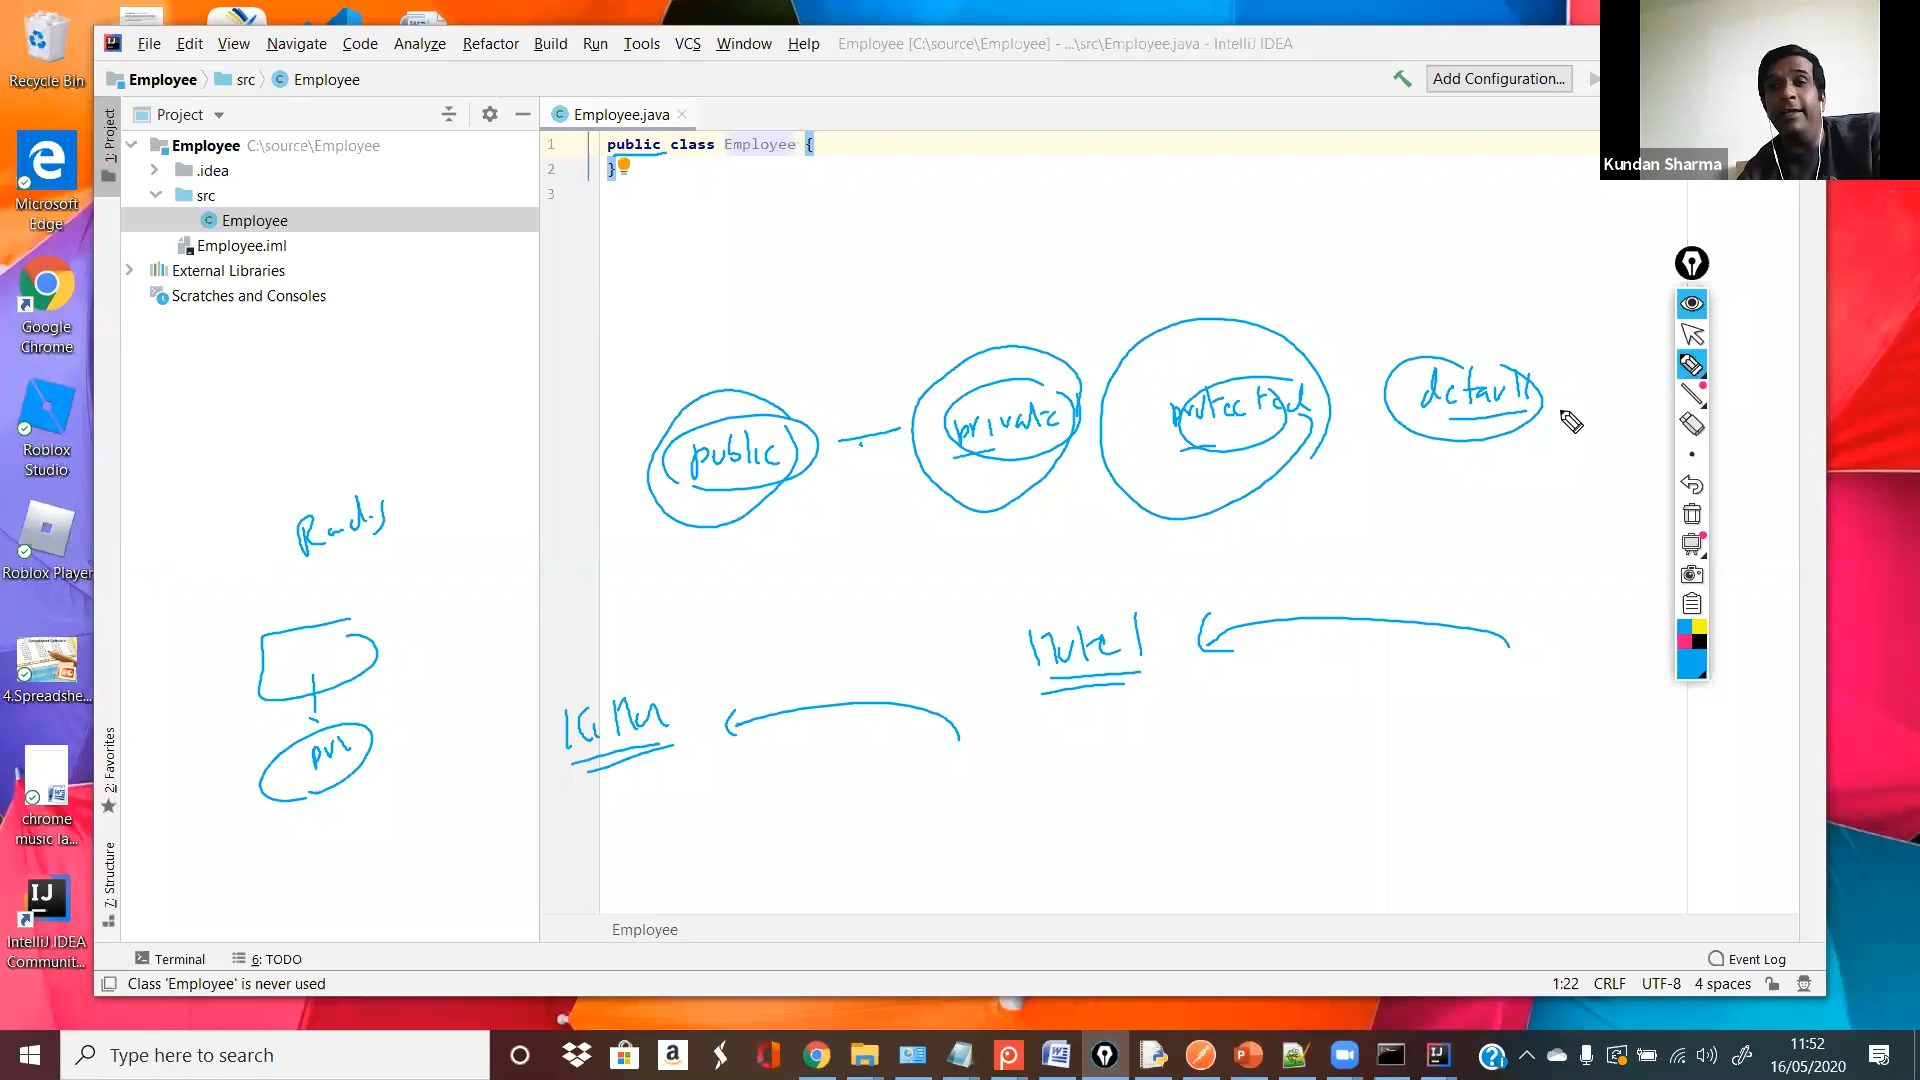 File Edit View Navigate Code Analyze Refactor Build Run Tools VCS Window Help Employee [C:\source\Employee] - ...\src\Employee.java - IntelliJ IDEA
Recycle Bin
Employee src Employee
Add Configuration...
Project
Employee.java
1: Project
Kundan Sharma
Employee C:\source\Employee
.idea
src
Employee
Employee.iml
External Libraries
Scratches and Consoles
1 public class Employee {
2 }
3
Microsoft Edge
Google Chrome
Roblox Studio
Roblox Player
4.Spreadshe...
chrome music la...
IntelliJ IDEA Communit...
public
private
protected
default
pvt
2: Favorites
7: Structure
Employee
Terminal 6: TODO
Event Log
Class 'Employee' is never used
1:22 CRLF UTF-8 4 spaces
Type here to search
11:52
16/05/2020